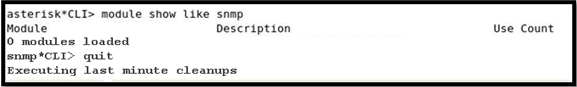 asterisk*CLI> module show like snmp
Module Description Use Count
0 modules loaded
snmp*CLI> quit
Executing last minute cleanups